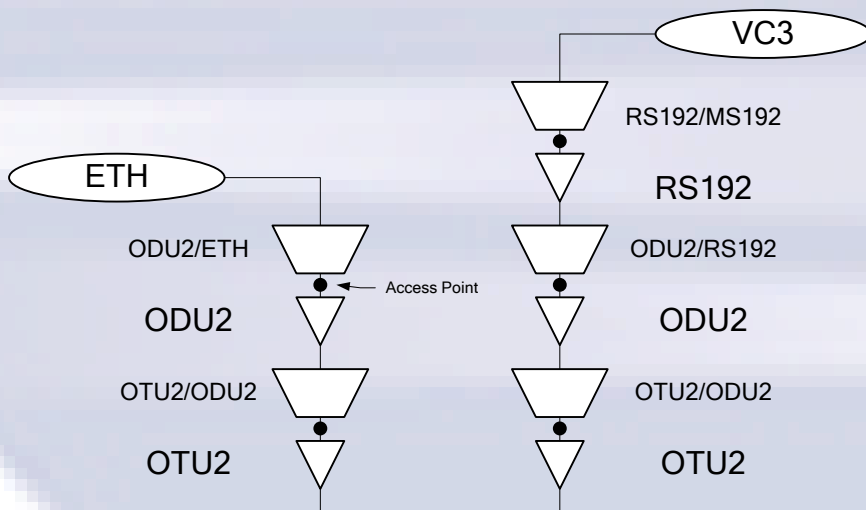 VC3
RS192/MS192
RS192
ETH
ODU2/ETH
ODU2/RS192
Access Point
ODU2
ODU2
OTU2/ODU2
OTU2/ODU2
OTU2
OTU2